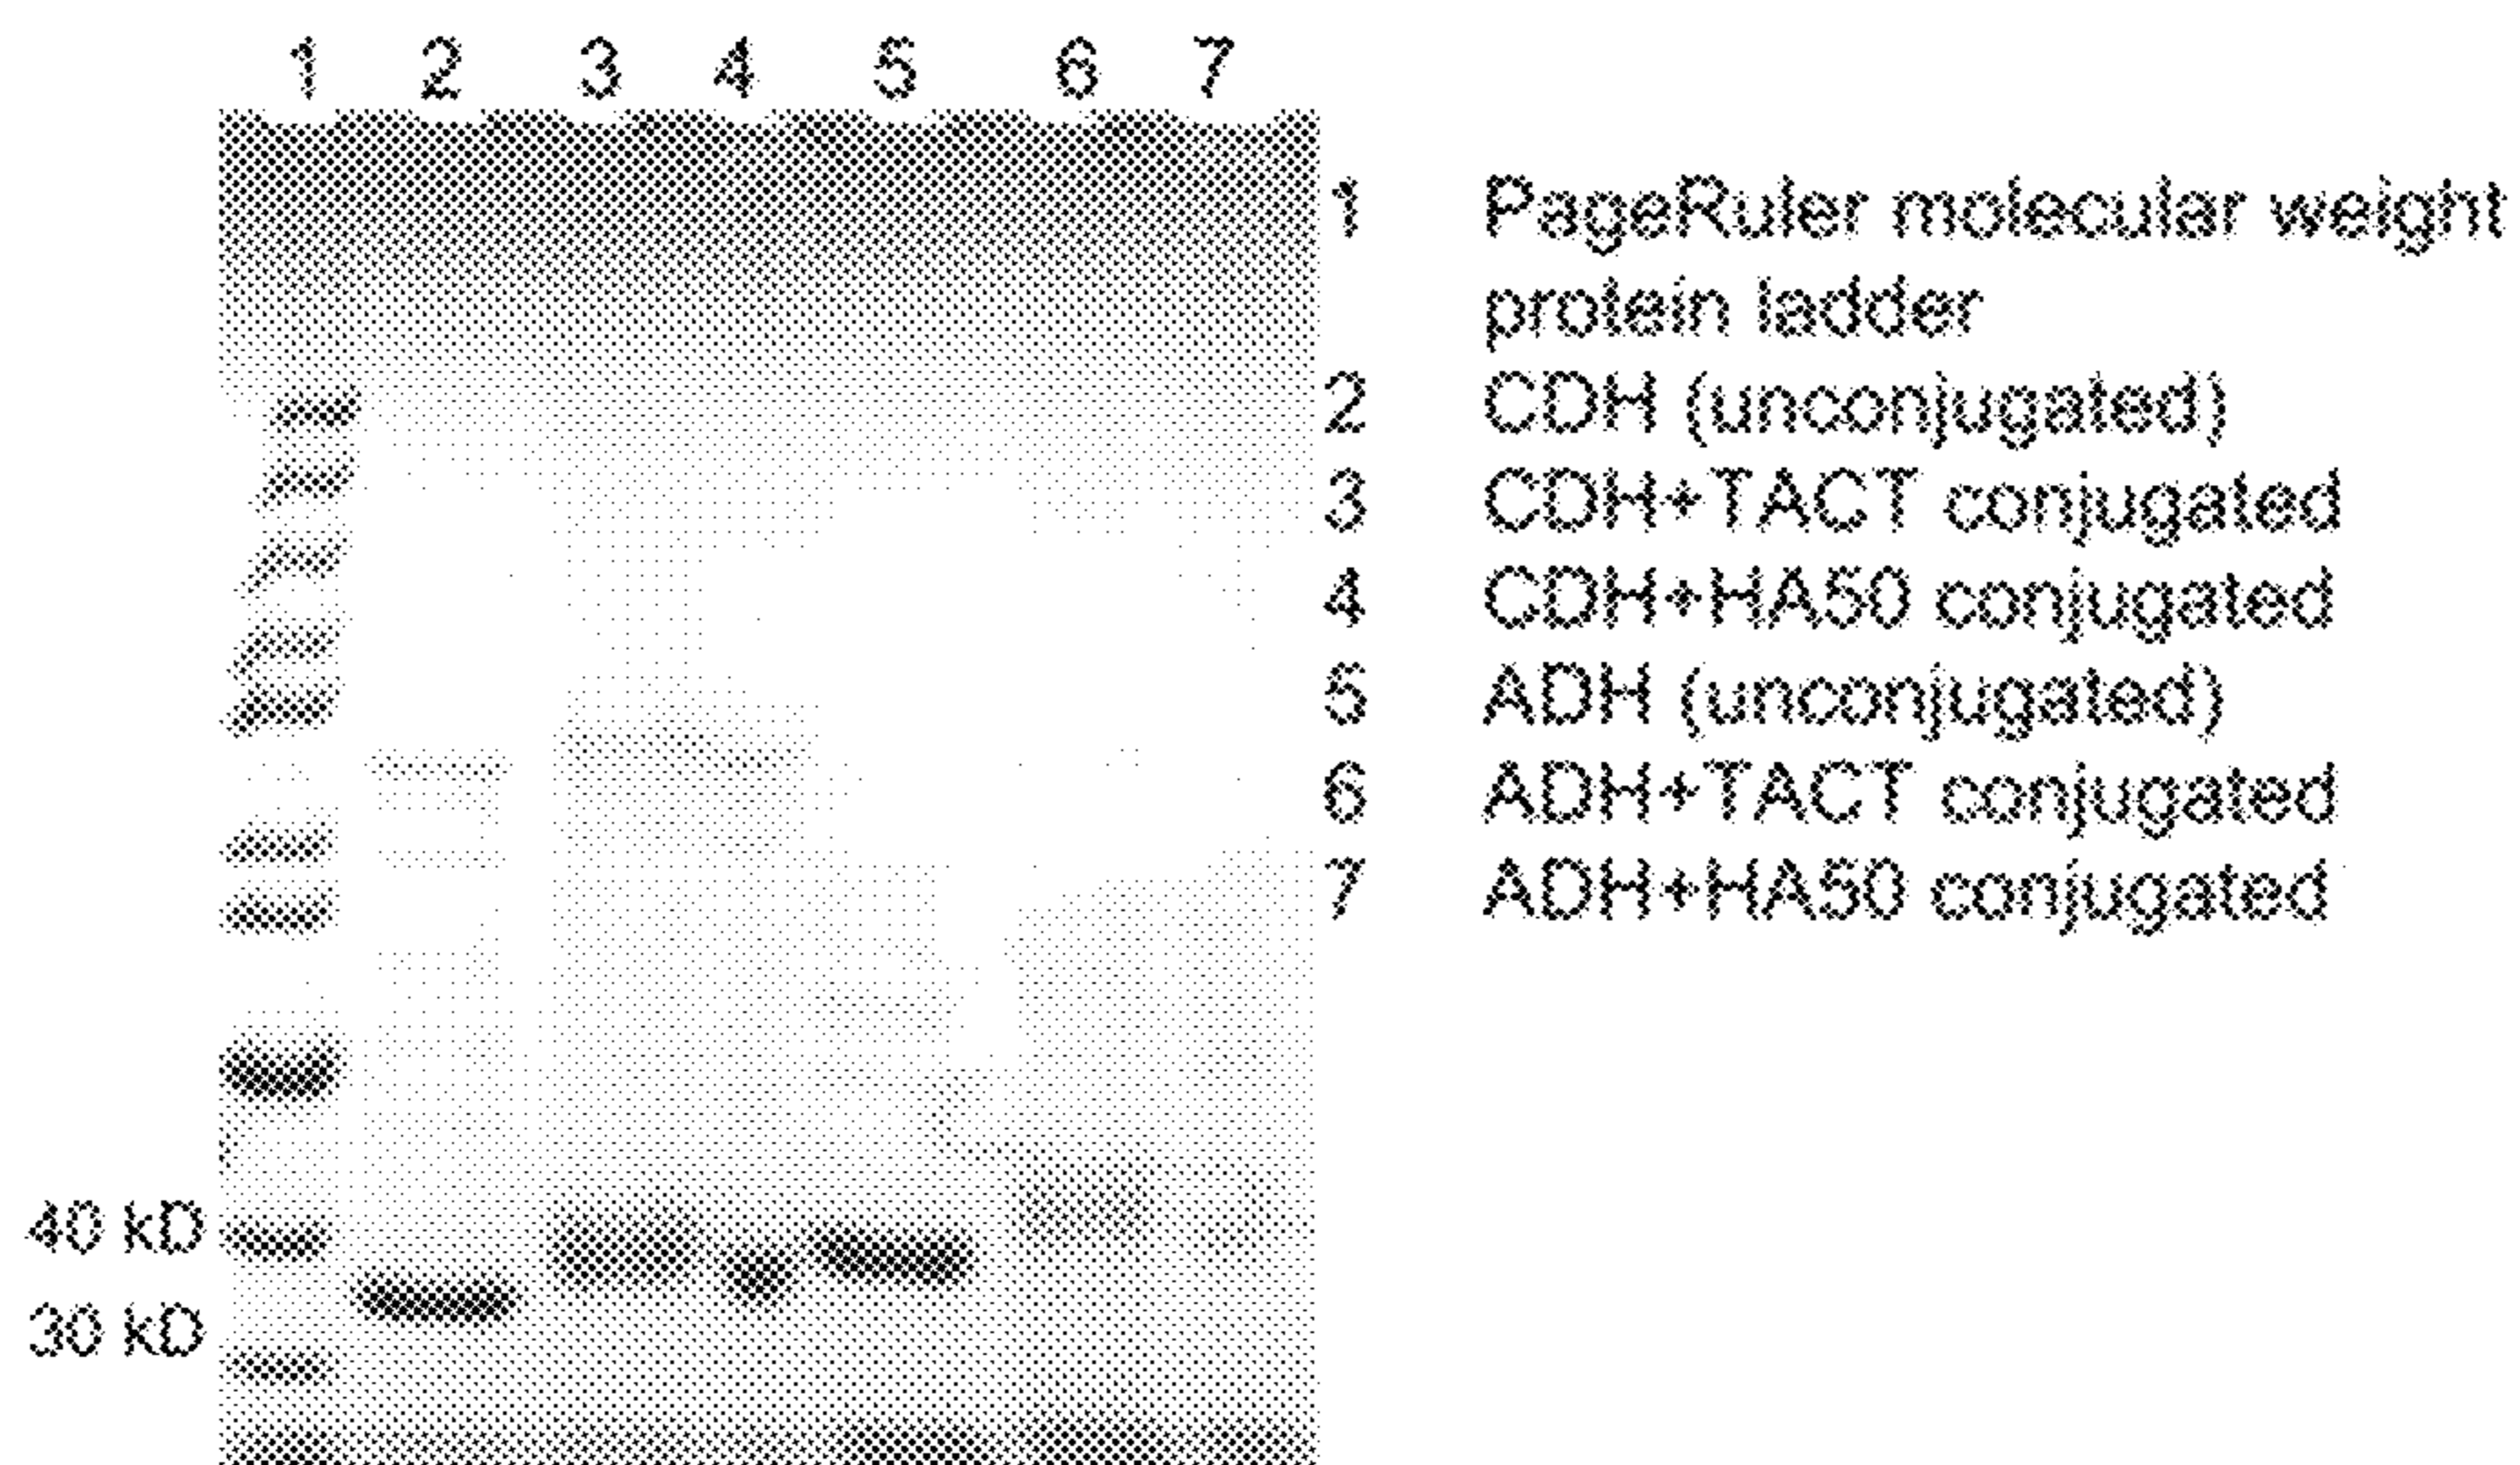 1 2 3 4 5 6 7
1 PageRuler molecular weight
protein ladder
2 CDH (unconjugated)
3 CDH+TACT conjugated
4 CDH+HA50 conjugated
5 ADH (unconjugated)
6 ADH+TACT conjugated
7 ADH+HA50 conjugated
40 kD
30 kD